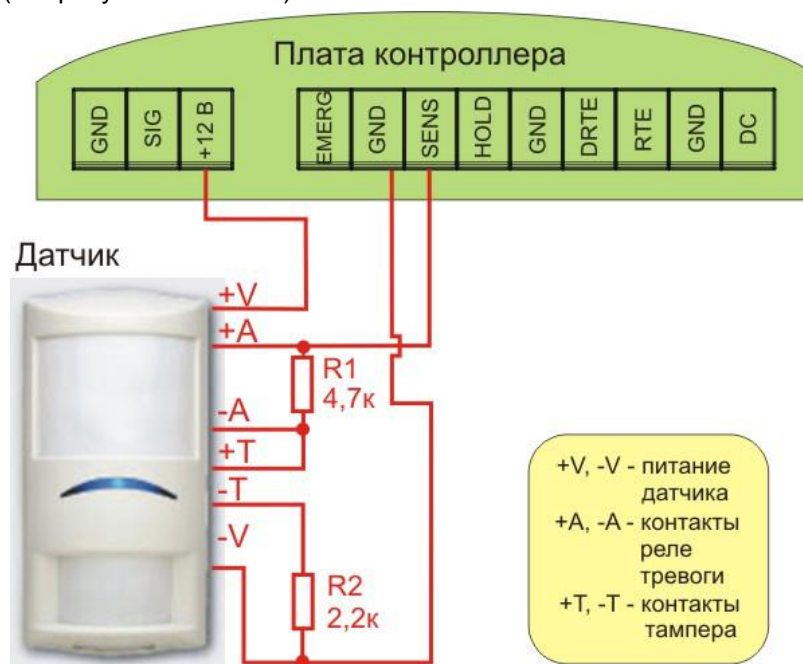 Плата контроллера
GND
SIG
+12 В
EMERG
GND
SENS
HOLD
GND
DRTE
RTE
GND
DC
Датчик
+V
+A
R1
4,7к
-A
+T
-T
-V
R2
2,2к
+V, -V - питание
датчика
+A, -A - контакты
реле
тревоги
+T, -T - контакты
тампера